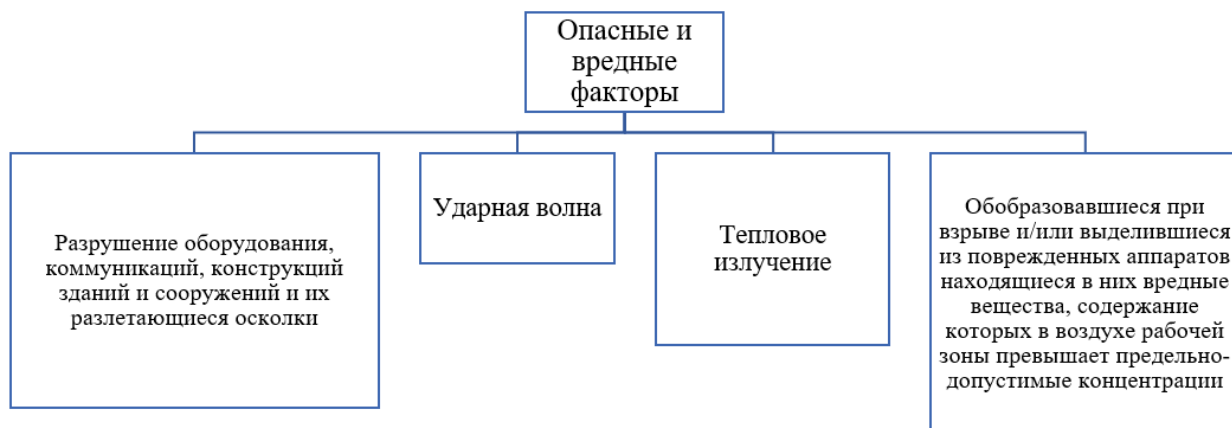 Опасные и
вредные
факторы
Разрушение оборудования,
коммуникаций, конструкций
зданий и сооружений и их
разлетающиеся осколки
Ударная волна
Тепловое
излучение
Обобразовавшиеся при
взрыве и/или выделившиеся
из поврежденных аппаратов
находящиеся в них вредные
вещества, содержание
которых в воздухе рабочей
зоны превышает предельно-
допустимые концентрации